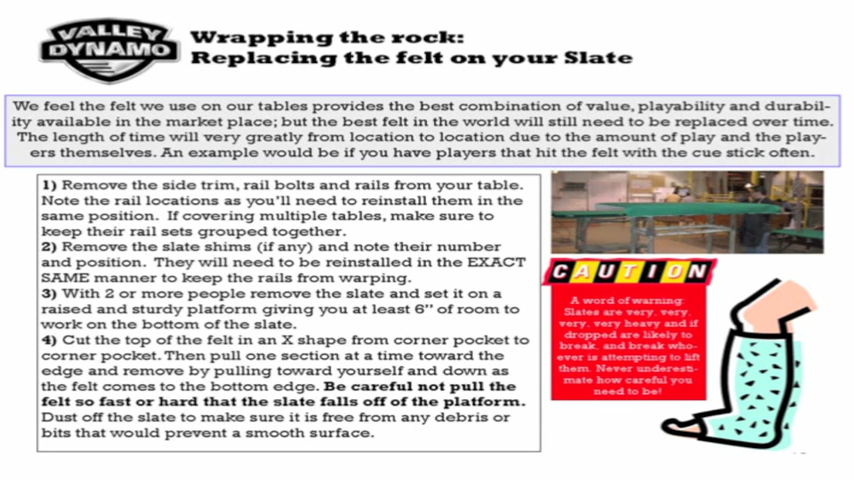 VALLEY
DYNAMO
Wrapping the rock:
Replacing the felt on your Slate
We feel the felt we use on our tables provides the best combination of value, playability and durabil-
ity available in the market place; but the best felt in the world will still need to be replaced over time.
The length of time will very greatly from location to location due to the amount of play and the play-
ers themselves. An example would be if you have players that hit the felt with the cue stick often.
1) Remove the side trim, rail bolts and rails from your table.
Note the rail locations as you'll need to reinstall them in the
same position. If covering multiple tables, make sure to
keep their rail sets grouped together.
2) Remove the slate shims (if any) and note their number
and position. They will need to be reinstalled in the EXACT
SAME manner to keep the rails from warping.
3) With 2 or more people remove the slate and set it on a
raised and sturdy platform giving you at least 6" of room to
work on the bottom of the slate.
4) Cut the top of the felt in an X shape from corner pocket to
corner pocket. Then pull one section at a time toward the
edge and remove by pulling toward yourself and down as
the felt comes to the bottom edge. Be careful not pull the
felt so fast or hard that the slate falls off of the platform.
Dust off the slate to make sure it is free from any debris or
bits that would prevent a smooth surface.
CAUTION
A word of warning:
Slates are very, very,
very, very heavy and if
dropped are likely to
break, and break who-
ever is attempting to lift
them. Never underesti-
mate how careful you
need to be!